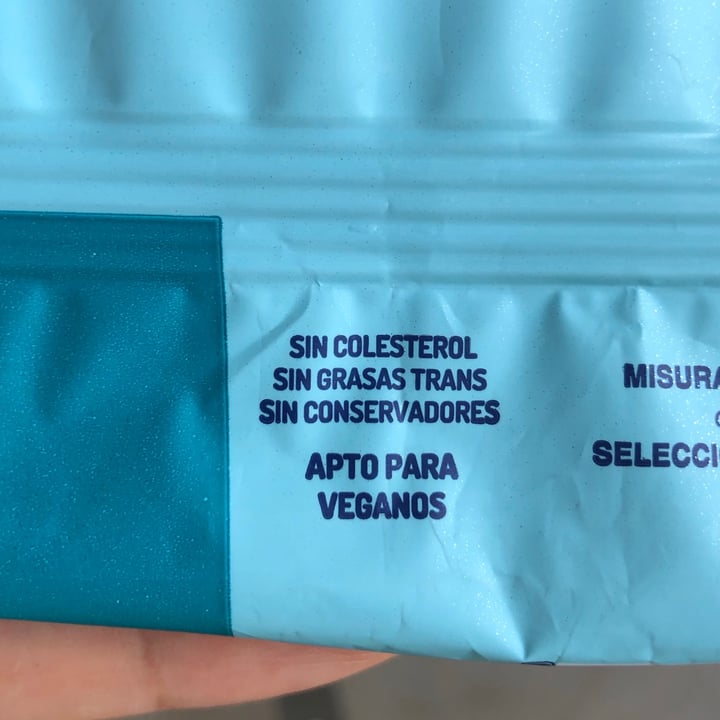 SIN COLESTEROL
SIN GRASAS TRANS
SIN CONSERVADORES
APTO PARA
VEGANOS